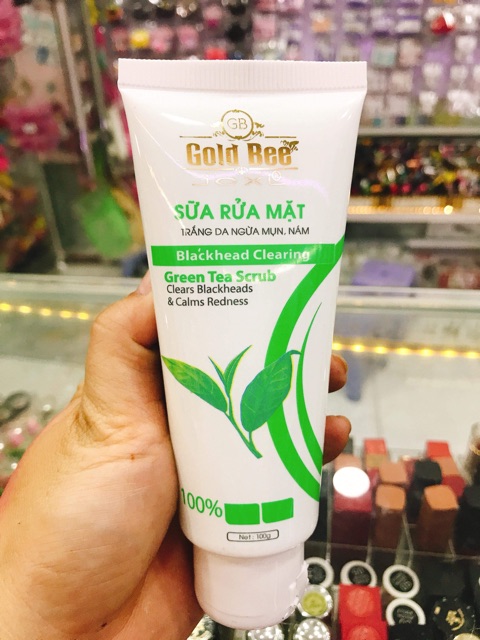 GB
Gold Bee
SỮA RỬA MẶT
TRẮNG DA NGỪA MỤN, NÁM
Blackhead Clearing
Green Tea Scrub
Clears Blackheads
& Calms Redness
100%
Net : 100g